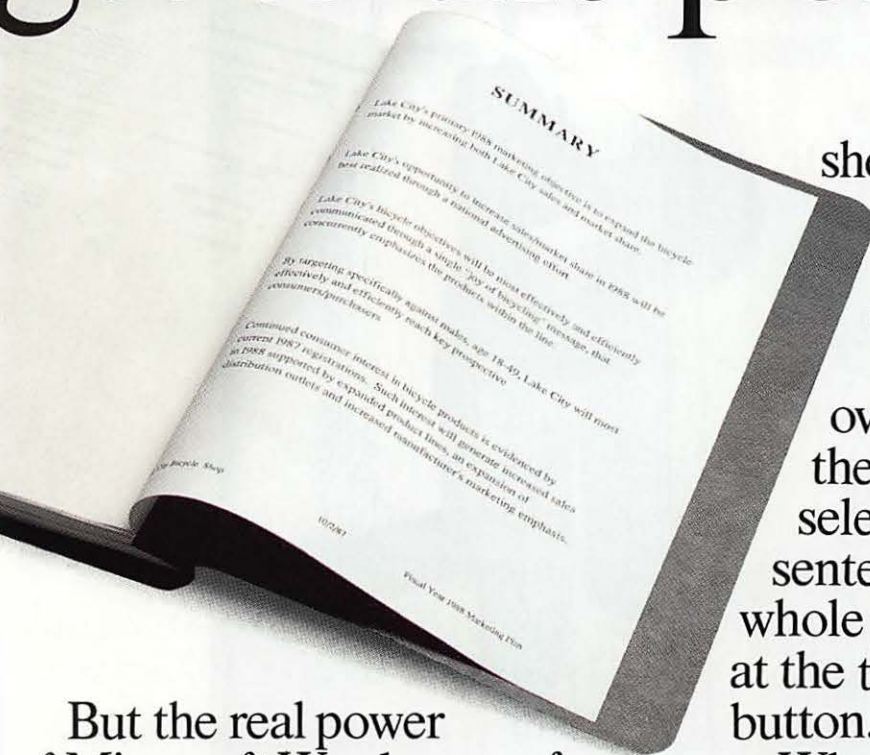 SUMMARY
Lake City's primary 1988 marketing objective is to expand the bicycle
market by increasing both Lake City sales and market share.
Lake City's opportunity to increase sales/market share in 1988 will be
best realized through a national advertising effort
Lake City's bicycle objectives will be most effectively and efficiently
communicated through a single "joy of bicycling" message, that
concurrently emphasizes the products within the line.
By targeting specifically against males, age 18-49, Lake City will most
effectively and efficiently reach key prospective
consumers/purchasers
Continued consumer interest in bicycle products is evidenced by
current 1987 registrations. Such interest will generate increased sales
in 1988 supported by expanded product lines, an expansion of
distribution outlets and increased manufacturer's marketing emphasis.
City Bicycle Shop
10/2/87
Fiscal Year 1988 Marketing Plan
she
ov
the
sele
sente
whole
at the t
button.
But the real power